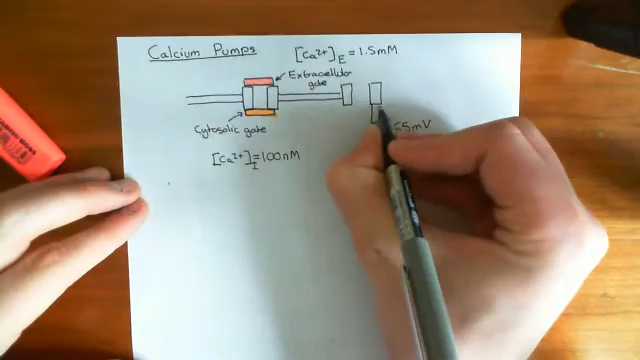 Calcium Pumps
[Ca²⁺]E = 1.5mM
Extracellular
gate
Cytosolic gate
[Ca²⁺]I = 100nM